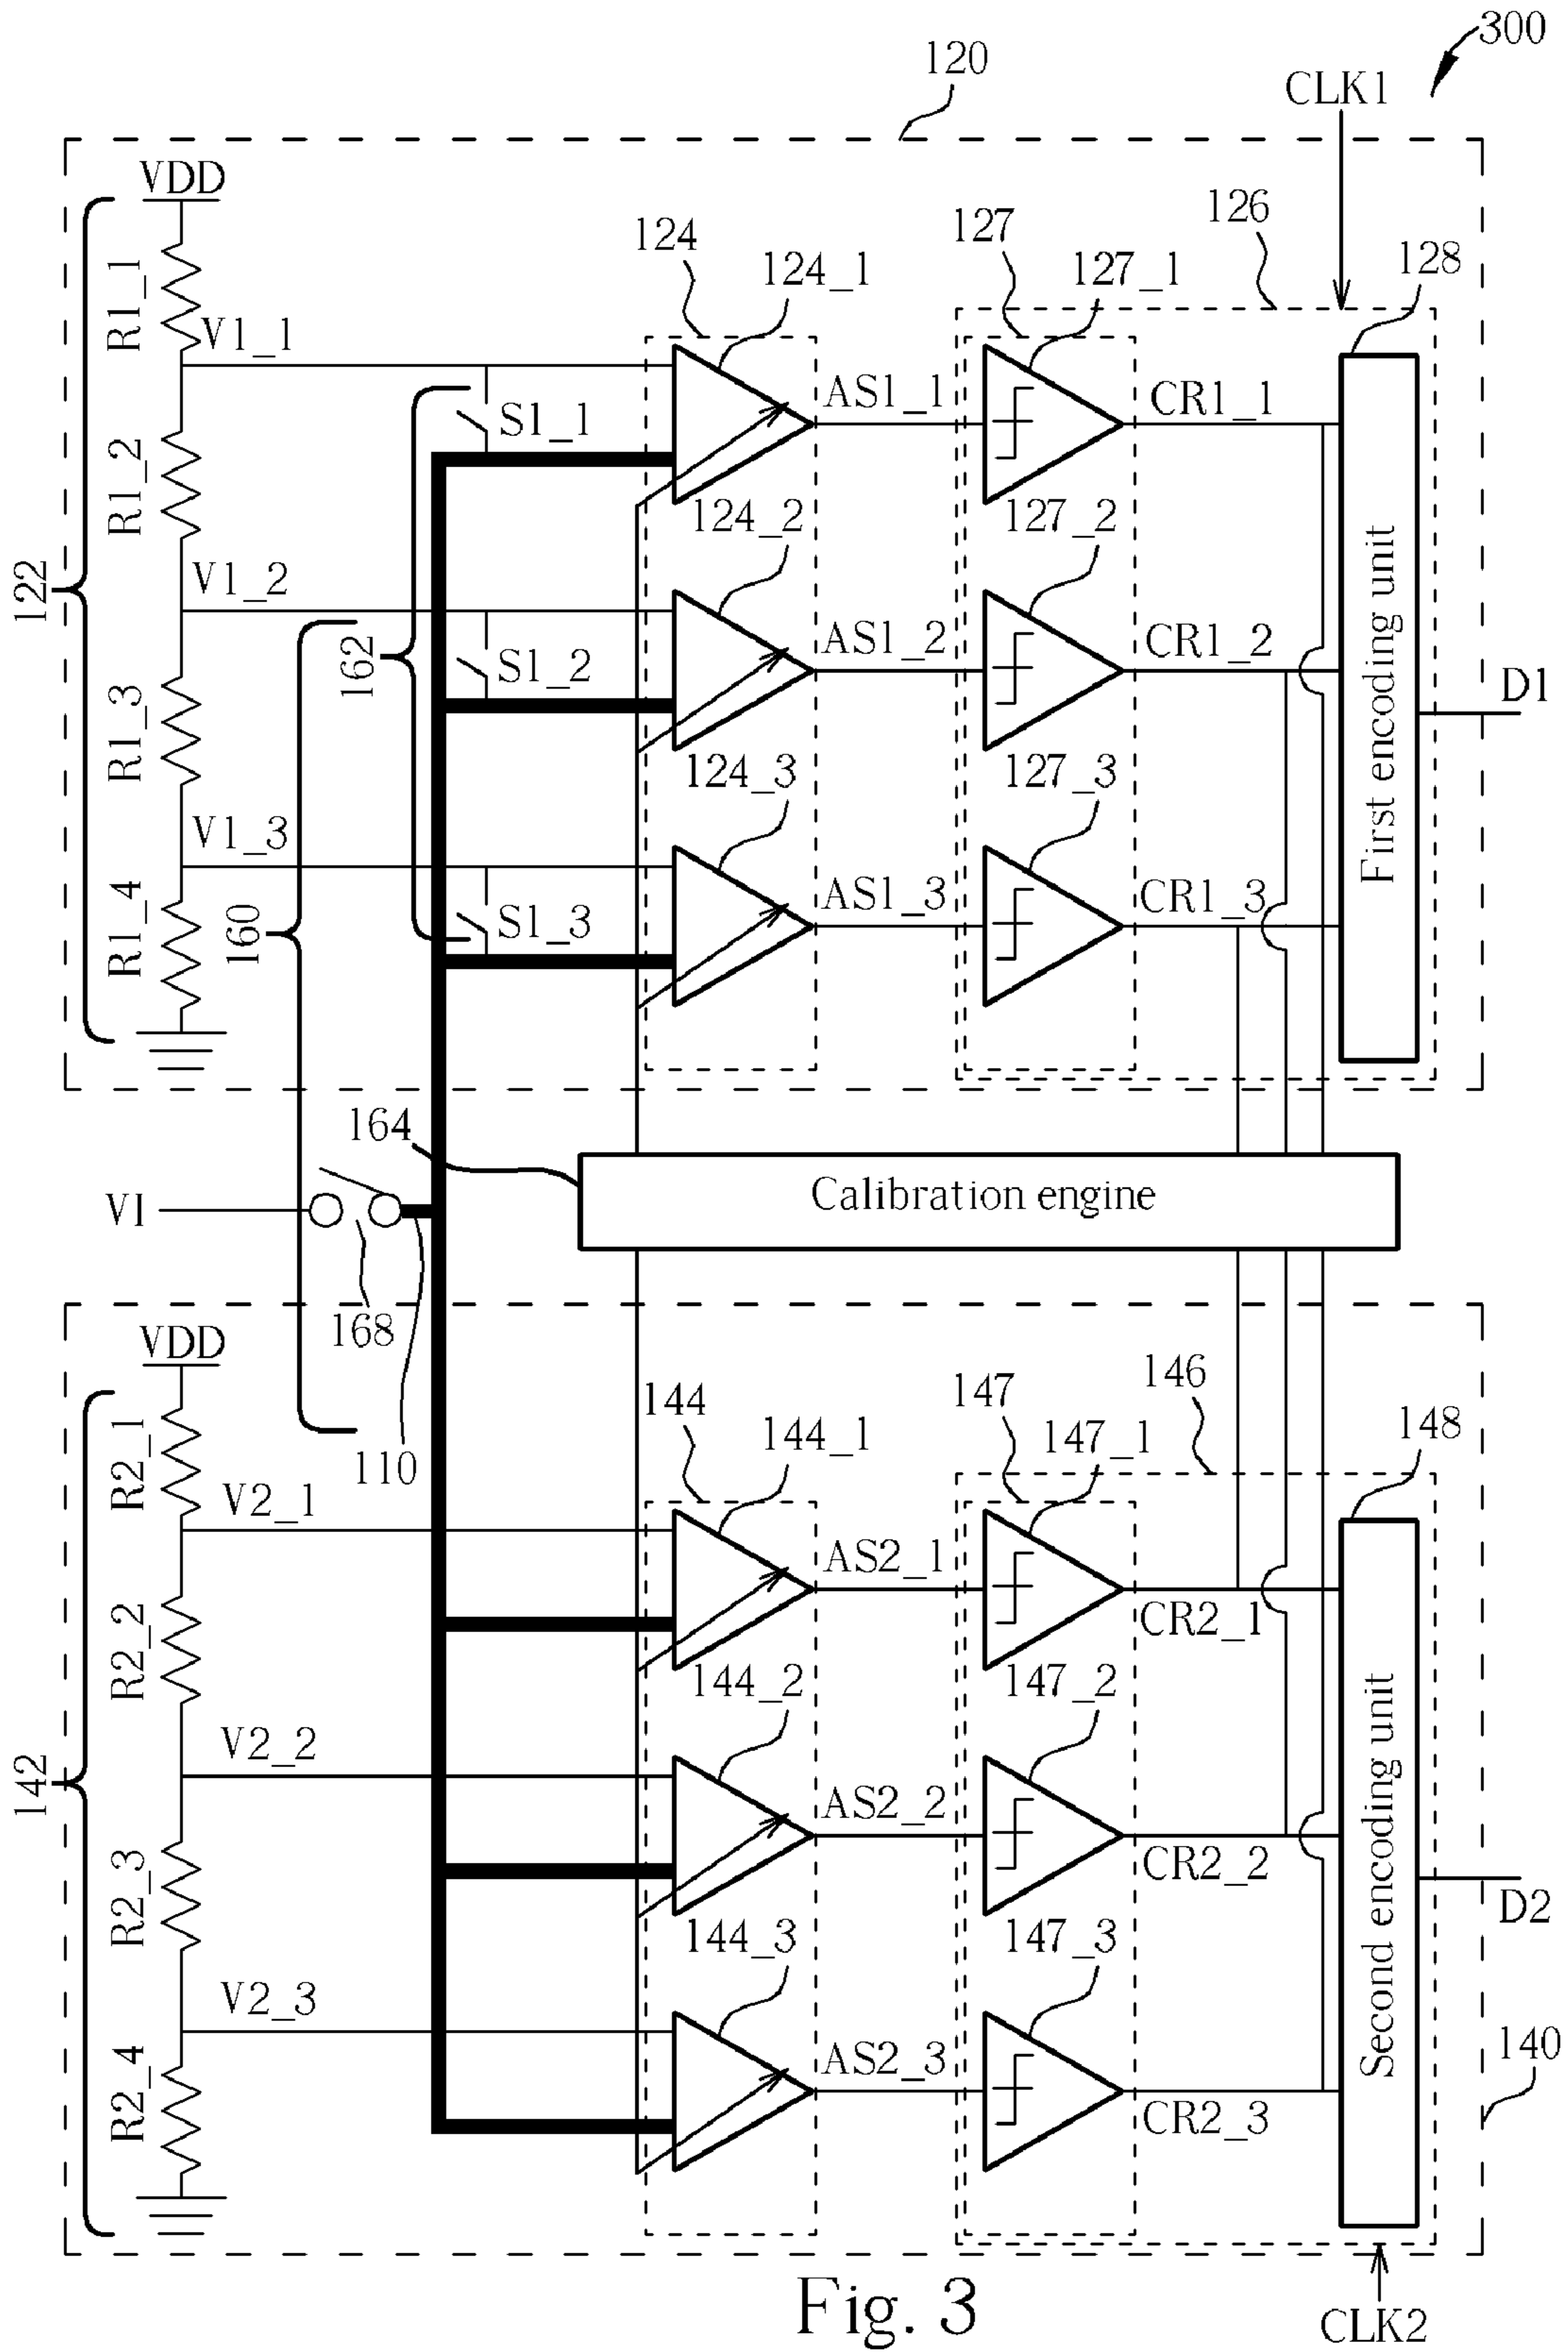 300
120
CLK1
VDD
126
124
127
128
124_1
127_1
R1_1
V1_1
AS1_1
CR1_1
S1_1
R1_2
124_2
127_2
122
V1_2
162
S1_2
AS1_2
CR1_2
First encoding unit
D1
R1_3
124_3
127_3
V1_3
160
R1_4
S1_3
AS1_3
CR1_3
164
VI
Calibration engine
168
VDD
110
144
147
146
148
144_1
147_1
R2_1
V2_1
AS2_1
CR2_1
R2_2
144_2
147_2
142
V2_2
AS2_2
CR2_2
Second encoding unit
D2
R2_3
144_3
147_3
V2_3
R2_4
AS2_3
CR2_3
140
Fig. 3
CLK2